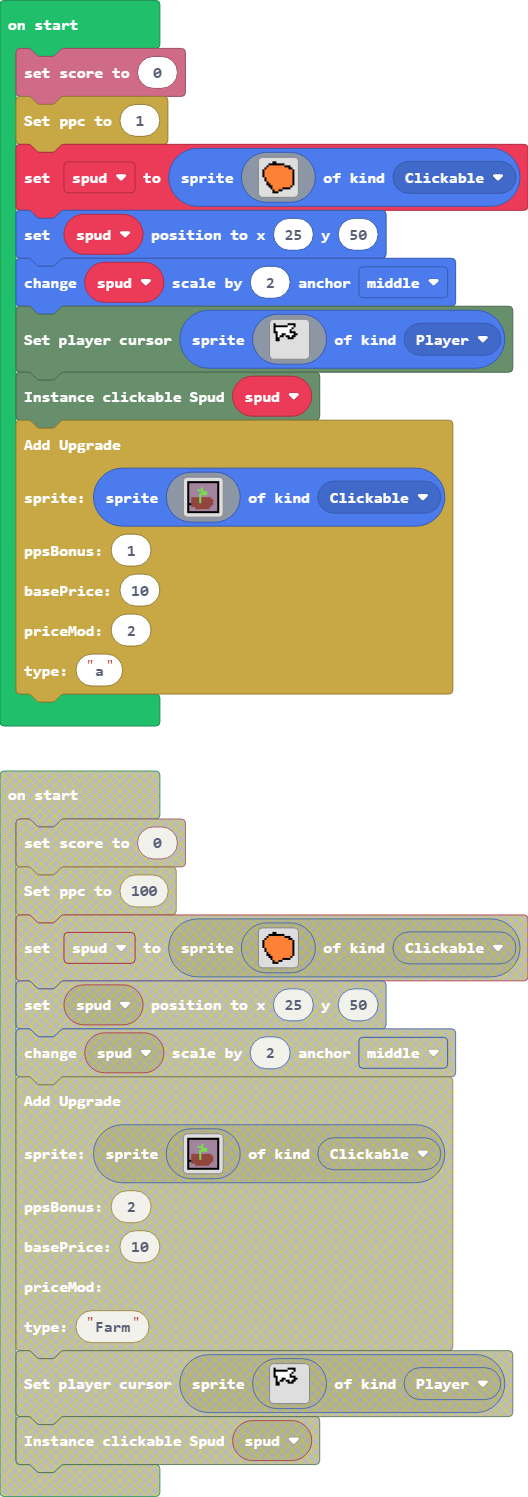 on start
set score to 0
Set ppc to 1
set spud to sprite of kind Clickable
set spud position to x 25 y 50
change spud scale by 2 anchor middle
Set player cursor sprite of kind Player
Instance clickable Spud spud
Add Upgrade
sprite: sprite of kind Clickable
ppsBonus: 1
basePrice: 10
priceMod: 2
type: "a"
on start
set score to 0
Set ppc to 100
set spud to sprite of kind Clickable
set spud position to x 25 y 50
change spud scale by 2 anchor middle
Add Upgrade
sprite: sprite of kind Clickable
ppsBonus: 2
basePrice: 10
priceMod:
type: "Farm"
Set player cursor sprite of kind Player
Instance clickable Spud spud